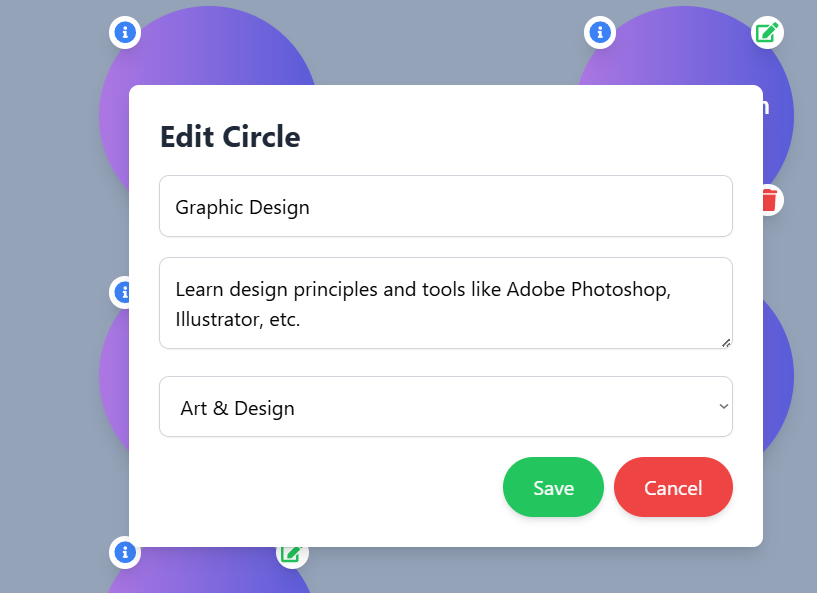 Edit Circle
Graphic Design
Learn design principles and tools like Adobe Photoshop,
Illustrator, etc.
Art & Design
Save
Cancel